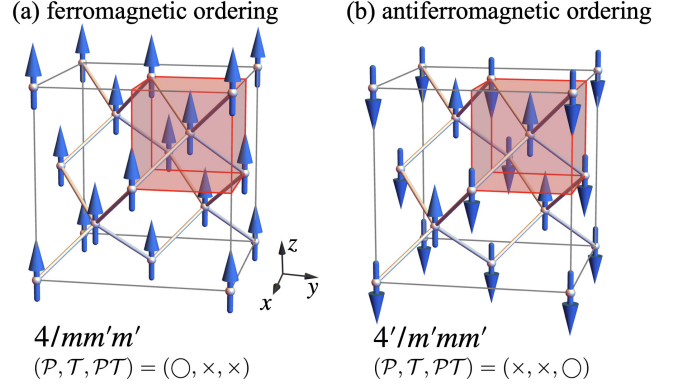 (a) ferromagnetic ordering
(b) antiferromagnetic ordering
z
y
x
4/mm′m′
(𝒫, 𝒯, 𝒫𝒯) = (○, ×, ×)
4′/m′mm′
(𝒫, 𝒯, 𝒫𝒯) = (×, ×, ○)